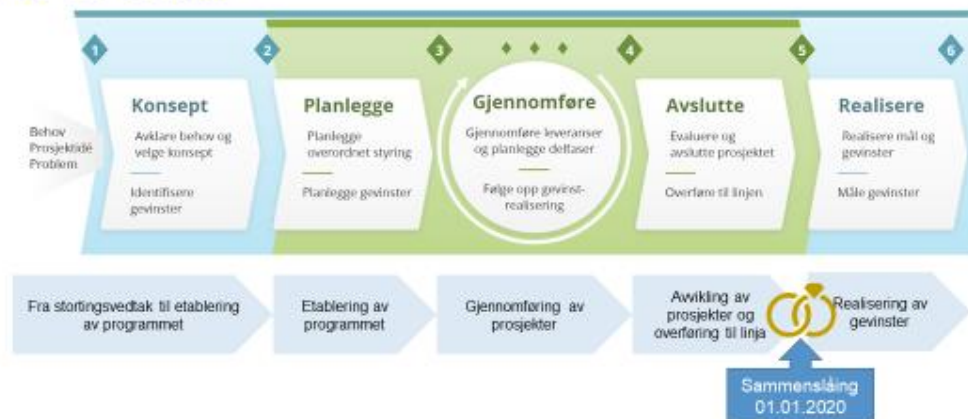 1
2
3
4
5
6
Behov
Prosjektidé
Problem
Konsept
Avklare behov og
velge konsept
Identifisere
gevinster
Planlegge
Planlegge
overordnet styring
Planlegge gevinster
Gjennomføre
Gjennomføre leveranser
og planlegge delfaser
Følge opp gevinst-
realisering
Avslutte
Evaluere og
avslutte prosjektet
Overføre til linjen
Realisere
Realisere mål og
gevinster
Måle gevinster
Fra stortingsvedtak til etablering
av programmet
Etablering av
programmet
Gjennomføring av
prosjekter
Avvikling av
prosjekter og
overføring til linja
Realisering av
gevinster
Sammenslåing
01.01.2020